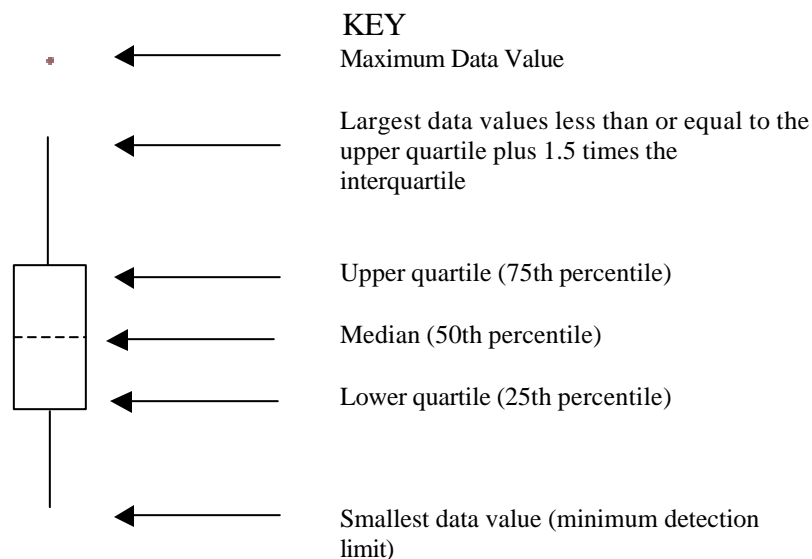 KEY
Maximum Data Value
Largest data values less than or equal to the
upper quartile plus 1.5 times the
interquartile
Upper quartile (75th percentile)
Median (50th percentile)
Lower quartile (25th percentile)
Smallest data value (minimum detection
limit)